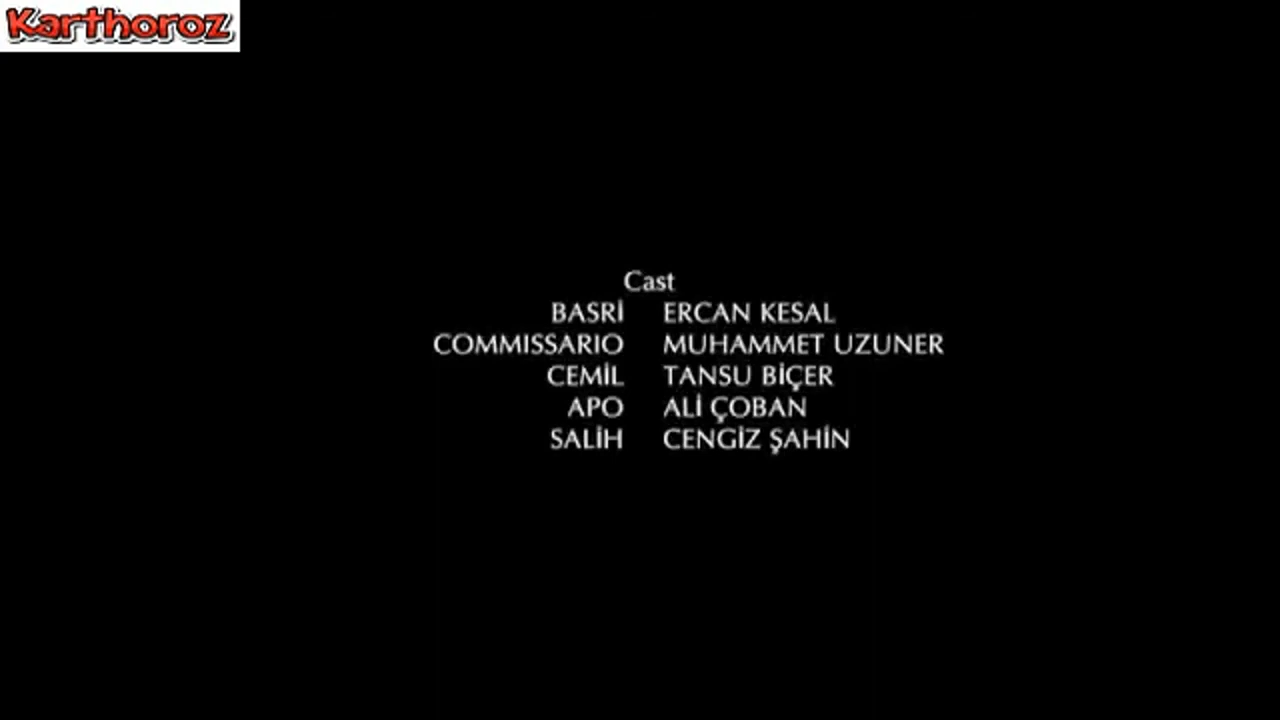 Karthoroz
Cast
BASRİ ERCAN KESAL
COMMISSARIO MUHAMMET UZUNER
CEMİL TANSU BİÇER
APO ALİ ÇOBAN
SALİH CENGİZ ŞAHİN